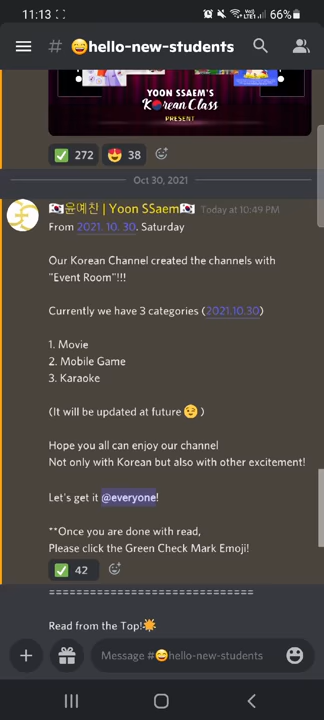 11:13
66%
# 😅hello-new-students
YOON SSAEM'S
Korean Class
PRESENT
✅ 272 😍 38
Oct 30, 2021
🇰🇷윤예진 | Yoon SSaem🇰🇷 Today at 10:49 PM
From 2021. 10. 30. Saturday
Our Korean Channel created the channels with
"Event Room"!!!
Currently we have 3 categories (2021.10.30)
1. Movie
2. Mobile Game
3. Karaoke
(It will be updated at future 😉 )
Hope you all can enjoy our channel
Not only with Korean but also with other excitement!
Let's get it @everyone!
**Once you are done with read,
Please click the Green Check Mark Emoji!
✅ 42
==============================
Read from the Top!☀️
Message #😅hello-new-students